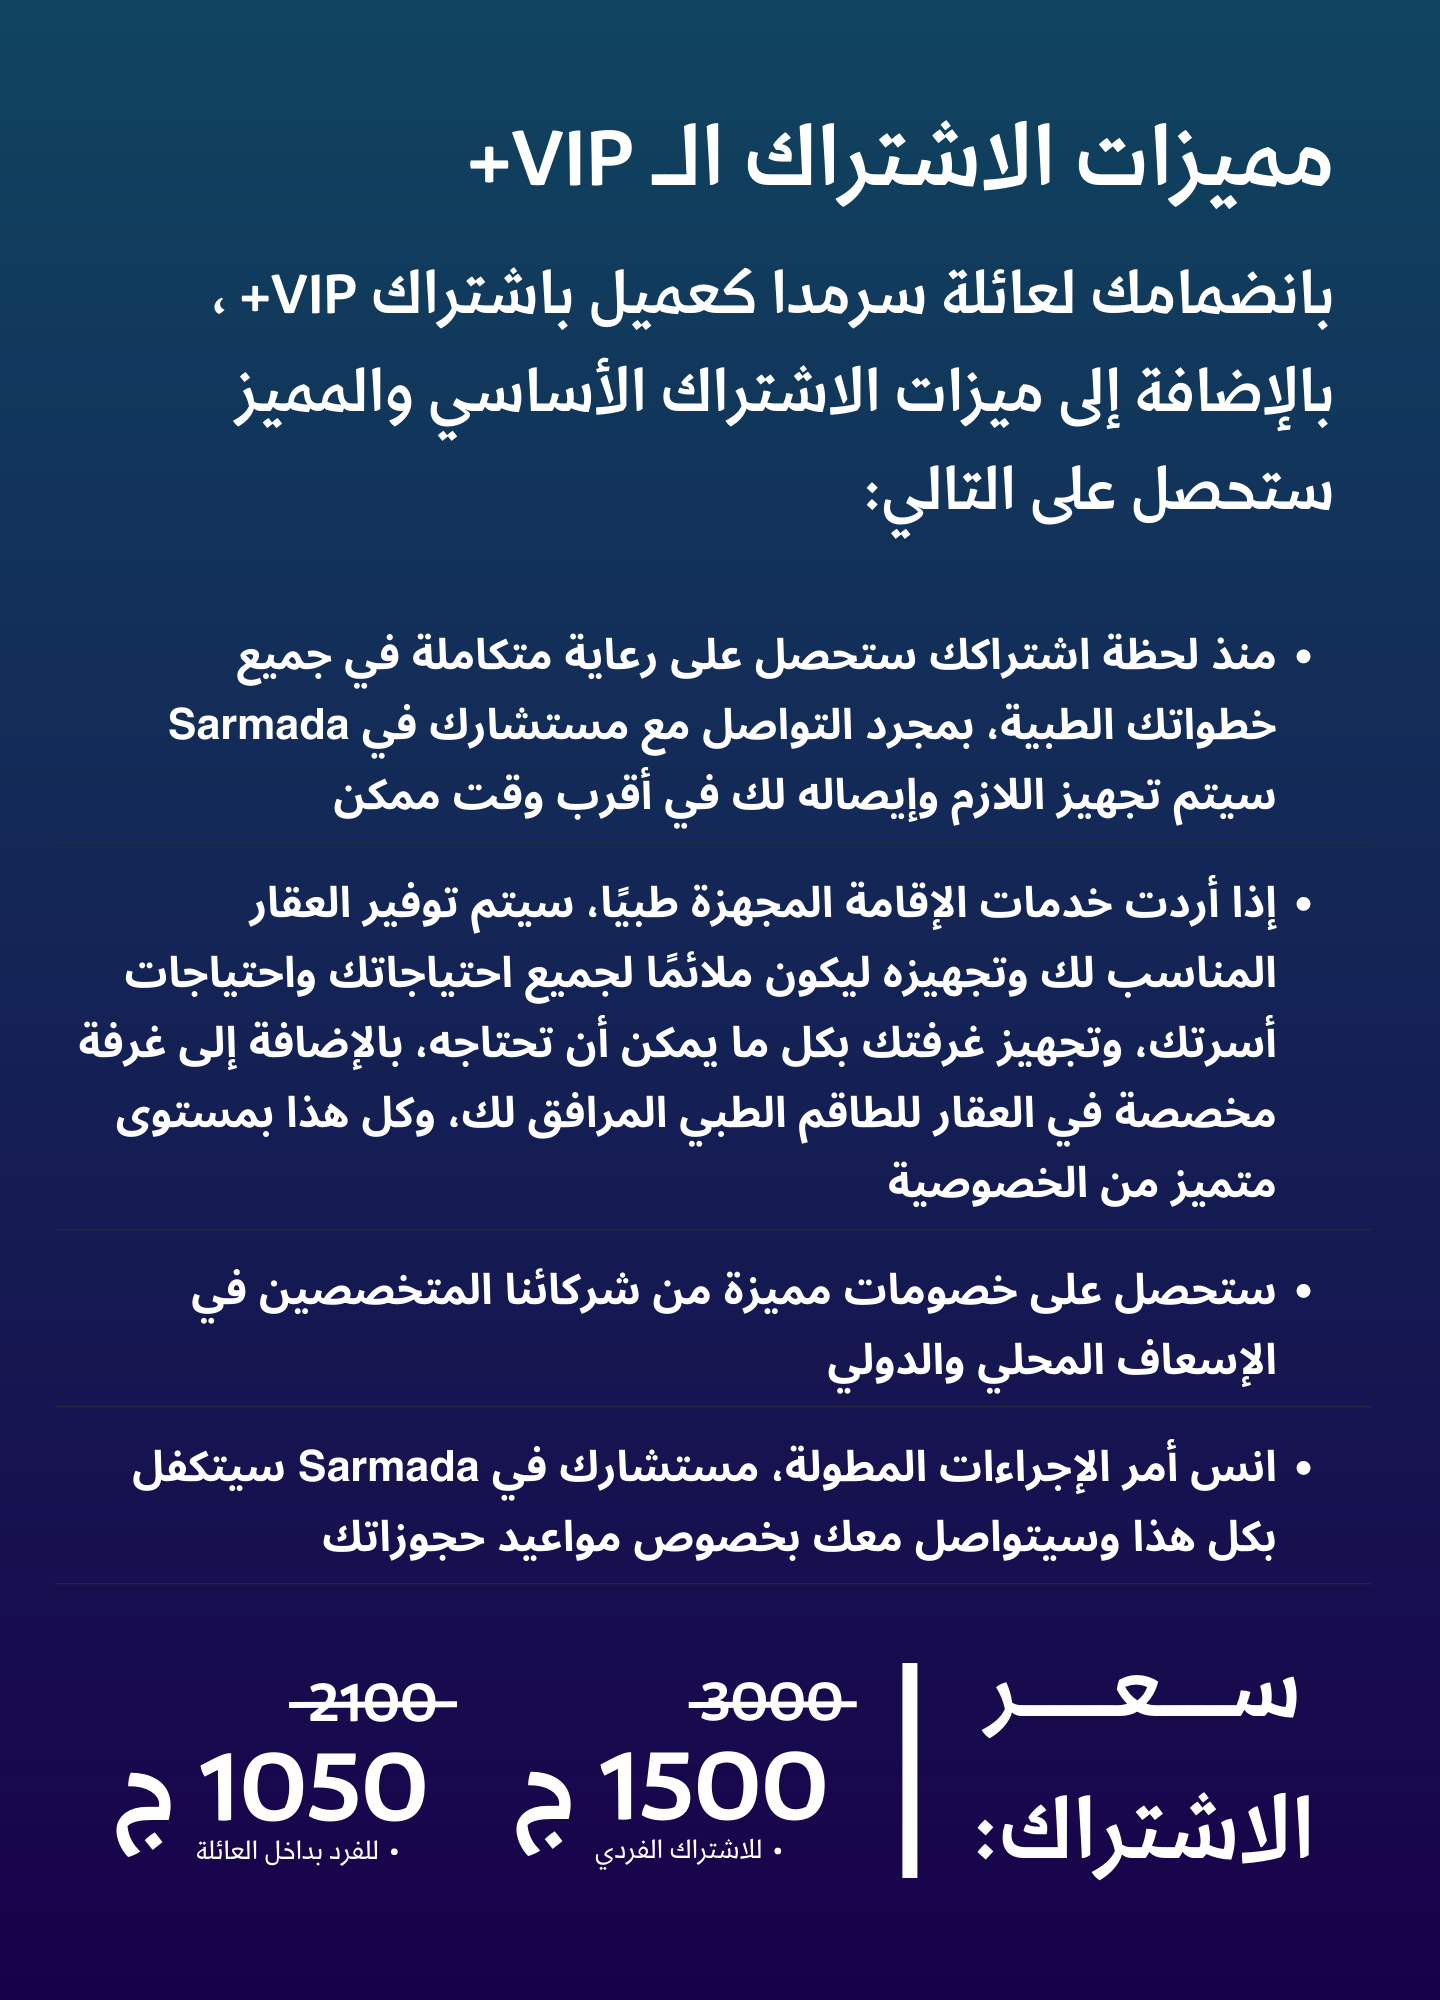 مميزات الاشتراك الـ VIP+
بانضمامك لعائلة سرمدا كعميل باشتراك VIP+ ،
بالإضافة إلى ميزات الاشتراك الأساسي والمميز
ستحصل على التالي:
• منذ لحظة اشتراكك ستحصل على رعاية متكاملة في جميع
خطواتك الطبية، بمجرد التواصل مع مستشارك في Sarmada
سيتم تجهيز اللازم وإيصاله لك في أقرب وقت ممكن
• إذا أردت خدمات الإقامة المجهزة طبيًا، سيتم توفير العقار
المناسب لك وتجهيزه ليكون ملائمًا لجميع احتياجاتك واحتياجات
أسرتك، وتجهيز غرفتك بكل ما يمكن أن تحتاجه، بالإضافة إلى غرفة
مخصصة في العقار للطاقم الطبي المرافق لك، وكل هذا بمستوى
متميز من الخصوصية
• ستحصل على خصومات مميزة من شركائنا المتخصصين في
الإسعاف المحلي والدولي
• انس أمر الإجراءات المطولة، مستشارك في Sarmada سيتكفل
بكل هذا وسيتواصل معك بخصوص مواعيد حجوزاتك
ســـعـــــر
الاشتراك:
3000
1500 ج
• للاشتراك الفردي
2100
1050 ج
• للفرد بداخل العائلة